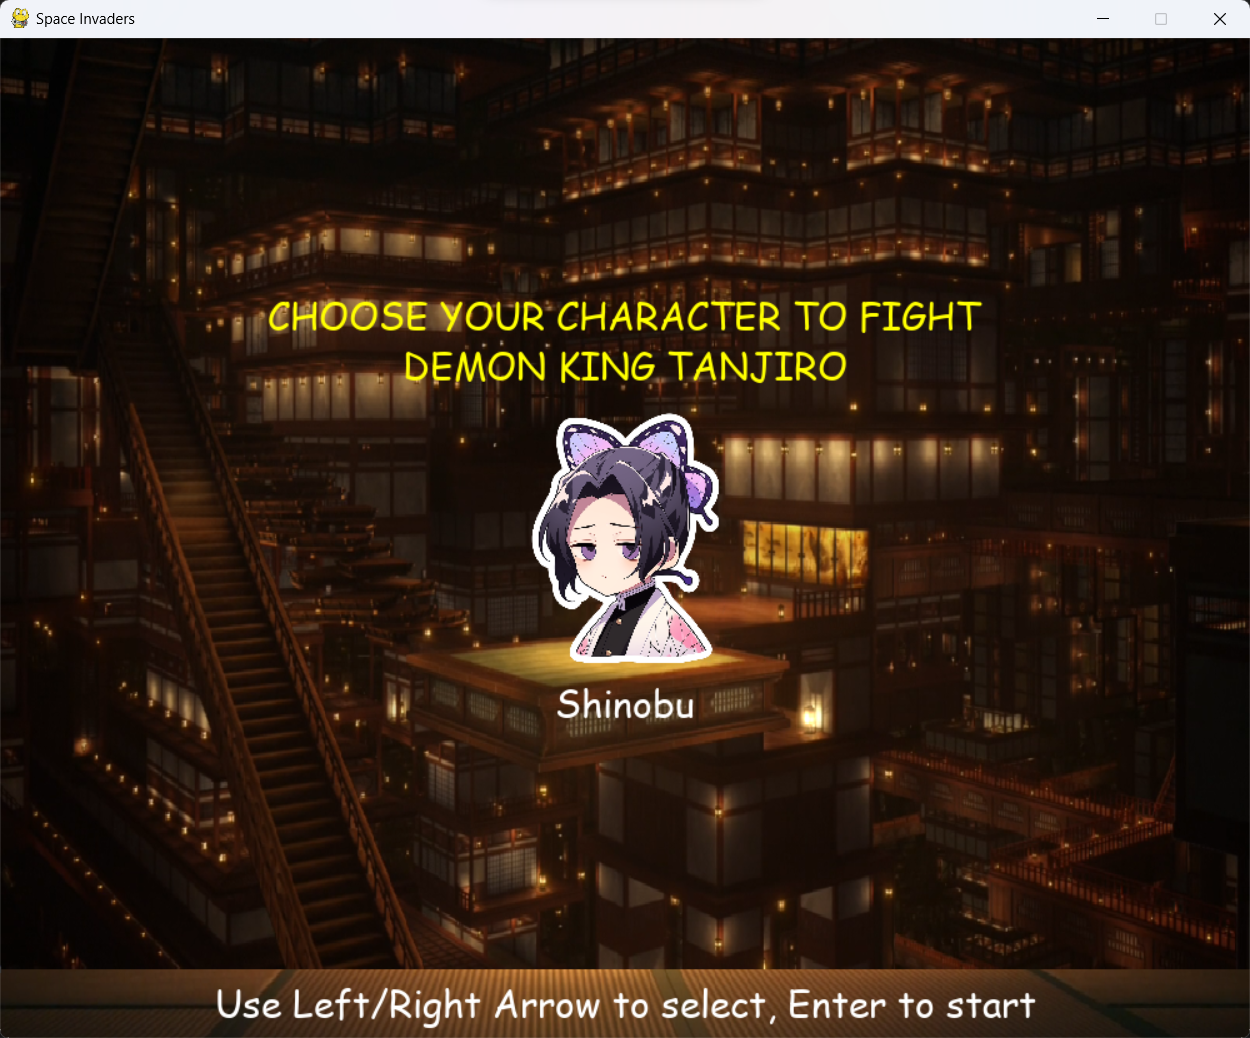 Space Invaders
CHOOSE YOUR CHARACTER TO FIGHT
DEMON KING TANJIRO
Shinobu
Use Left/Right Arrow to select, Enter to start